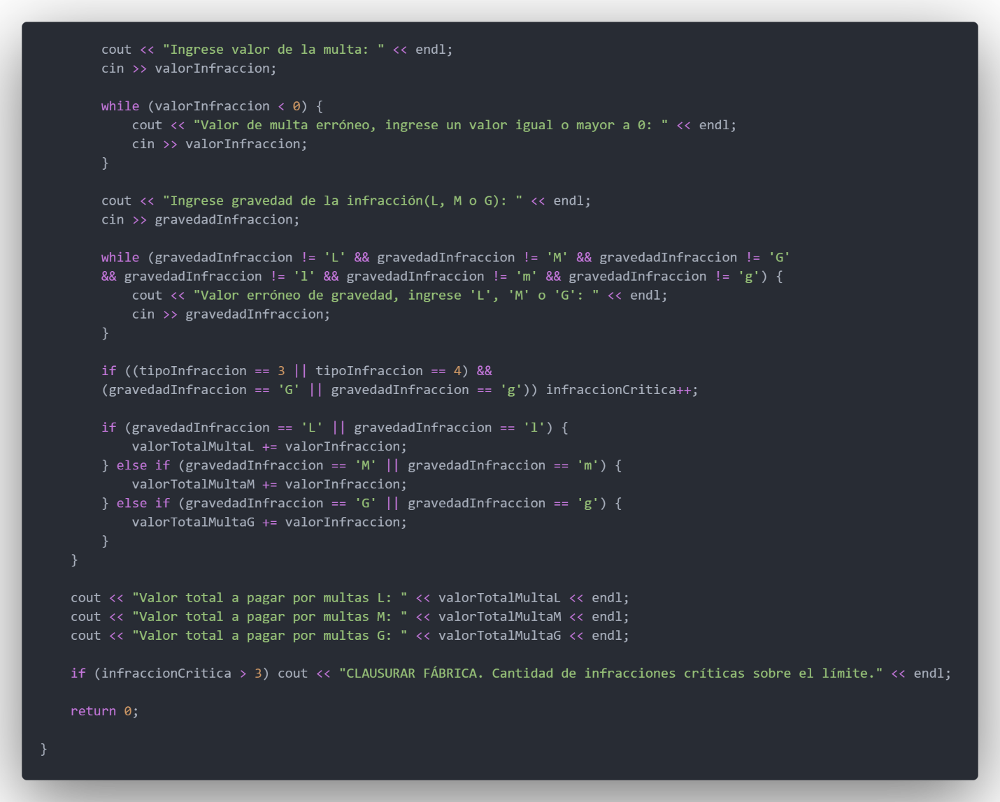 cout << "Ingrese valor de la multa: " << endl;
cin >> valorInfraccion;
while (valorInfraccion < 0) {
cout << "Valor de multa erróneo, ingrese un valor igual o mayor a 0: " << endl;
cin >> valorInfraccion;
}
cout << "Ingrese gravedad de la infracción(L, M o G): " << endl;
cin >> gravedadInfraccion;
while (gravedadInfraccion != 'L' && gravedadInfraccion != 'M' && gravedadInfraccion != 'G'
&& gravedadInfraccion != 'l' && gravedadInfraccion != 'm' && gravedadInfraccion != 'g') {
cout << "Valor erróneo de gravedad, ingrese 'L', 'M' o 'G': " << endl;
cin >> gravedadInfraccion;
}
if ((tipoInfraccion == 3 || tipoInfraccion == 4) &&
(gravedadInfraccion == 'G' || gravedadInfraccion == 'g')) infraccionCritica++;
if (gravedadInfraccion == 'L' || gravedadInfraccion == 'l') {
valorTotalMultaL += valorInfraccion;
} else if (gravedadInfraccion == 'M' || gravedadInfraccion == 'm') {
valorTotalMultaM += valorInfraccion;
} else if (gravedadInfraccion == 'G' || gravedadInfraccion == 'g') {
valorTotalMultaG += valorInfraccion;
}
}
cout << "Valor total a pagar por multas L: " << valorTotalMultaL << endl;
cout << "Valor total a pagar por multas M: " << valorTotalMultaM << endl;
cout << "Valor total a pagar por multas G: " << valorTotalMultaG << endl;
if (infraccionCritica > 3) cout << "CLAUSURAR FÁBRICA. Cantidad de infracciones críticas sobre el límite." << endl;
return 0;
}